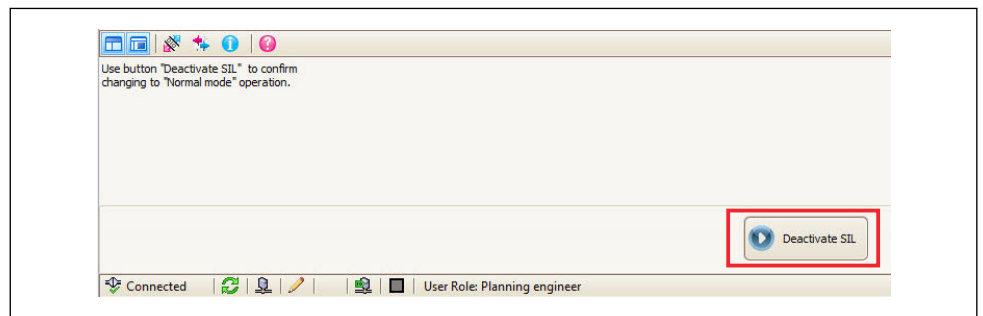 Use button "Deactivate SIL" to confirm
changing to "Normal mode" operation.
Deactivate SIL
Connected
User Role: Planning engineer